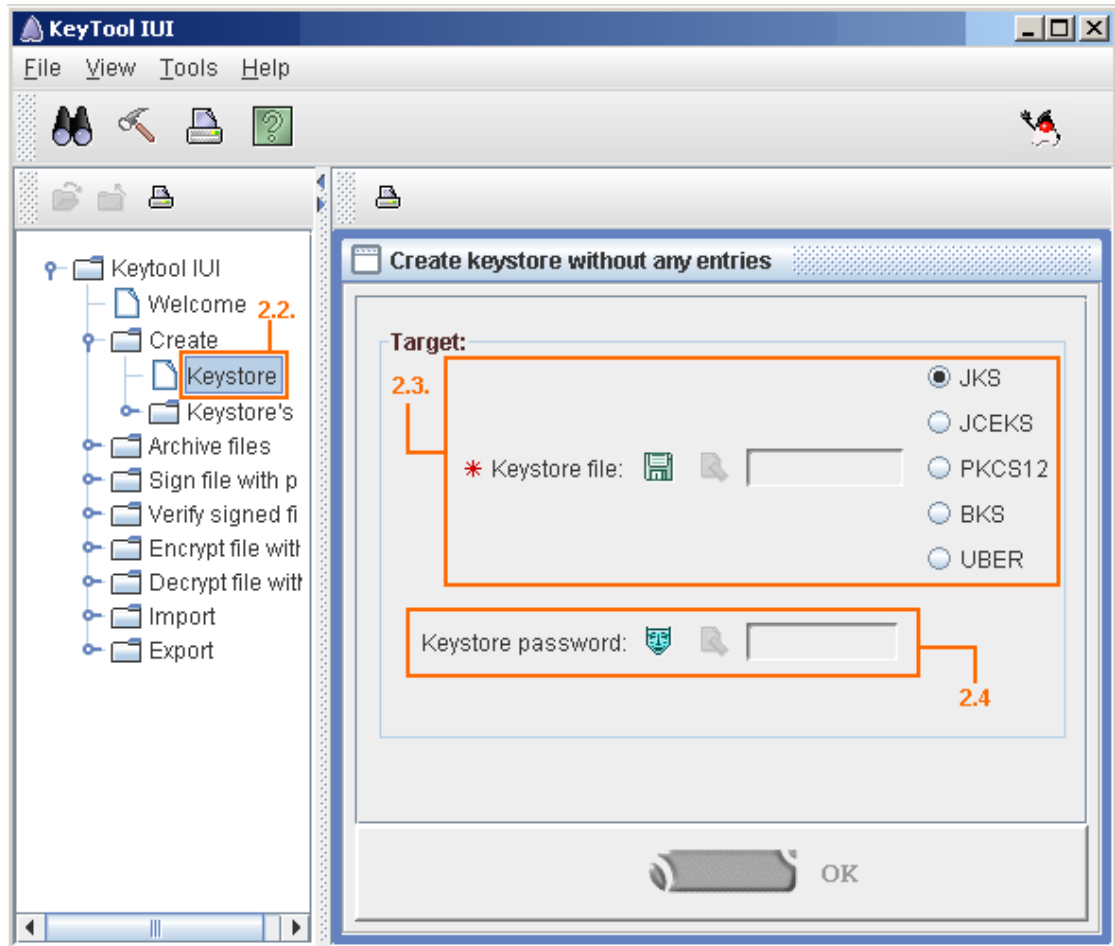 KeyTool IUI
File View Tools Help
Keytool IUI
Welcome
2.2.
Create
Keystore
Keystore's
Archive files
Sign file with p
Verify signed fi
Encrypt file with
Decrypt file with
Import
Export
Create keystore without any entries
Target:
2.3.
JKS
JCEKS
* Keystore file:
PKCS12
BKS
UBER
Keystore password:
2.4
OK